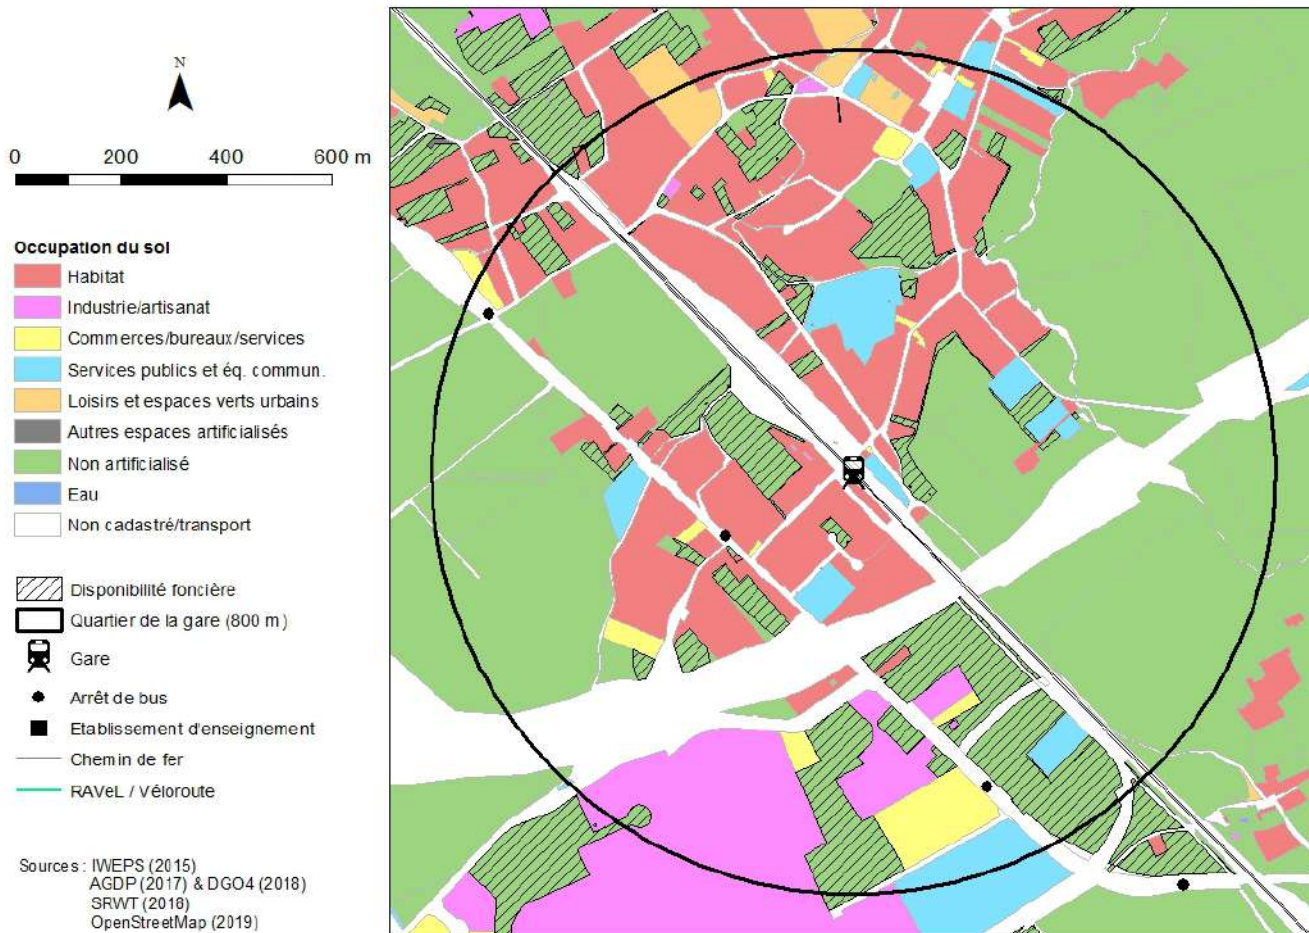 N
0 200 400 600 m
Occupation du sol
Habitat
Industrie/artisanat
Commerces/bureaux/services
Services publics et éq. commun.
Loisirs et espaces verts urbains
Autres espaces artificialisés
Non artificialisé
Eau
Non cadastré/transport
Disponibilité foncière
Quartier de la gare (800 m)
Gare
Arrêt de bus
Etablissement d'enseignement
Chemin de fer
RAVeL / Véloroute
Sources : IWEPS (2015)
AGDP (2017) & DGO4 (2018)
SRWT (2018)
OpenStreetMap (2019)